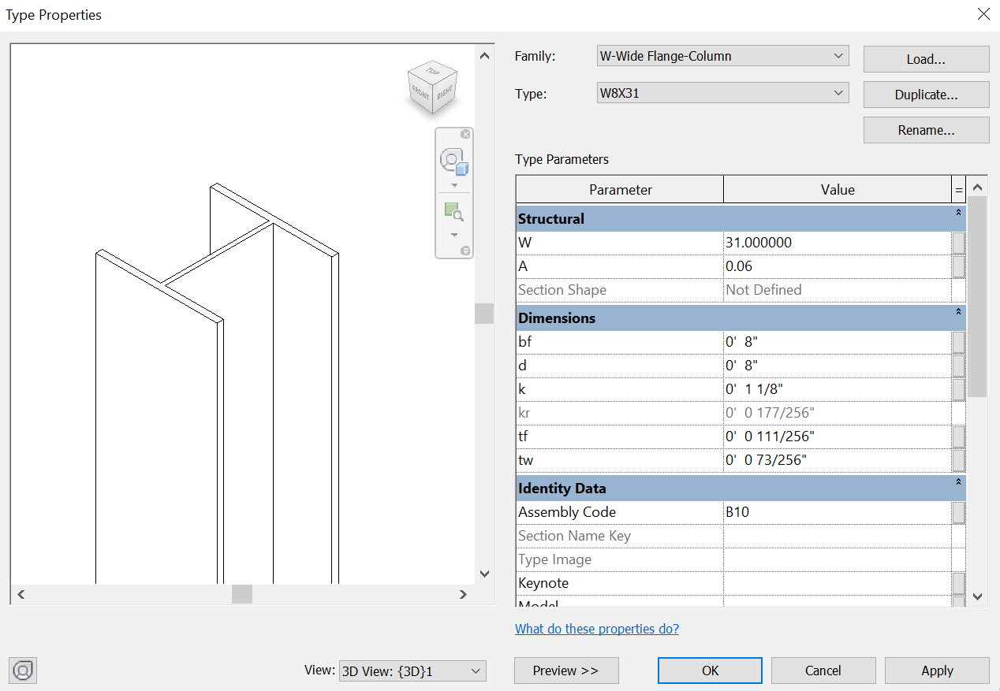 Type Properties
TOP
FRONT
RIGHT
Family:
W-Wide Flange-Column
Load...
Type:
W8X31
Duplicate...
Rename...
Type Parameters
Parameter Value =
Structural
W 31.000000
A 0.06
Section Shape Not Defined
Dimensions
bf 0' 8"
d 0' 8"
k 0' 1 1/8"
kr 0' 0 177/256"
tf 0' 0 111/256"
tw 0' 0 73/256"
Identity Data
Assembly Code B10
Section Name Key
Type Image
Keynote
Model
What do these properties do?
View: 3D View: {3D}1
Preview >>
OK
Cancel
Apply